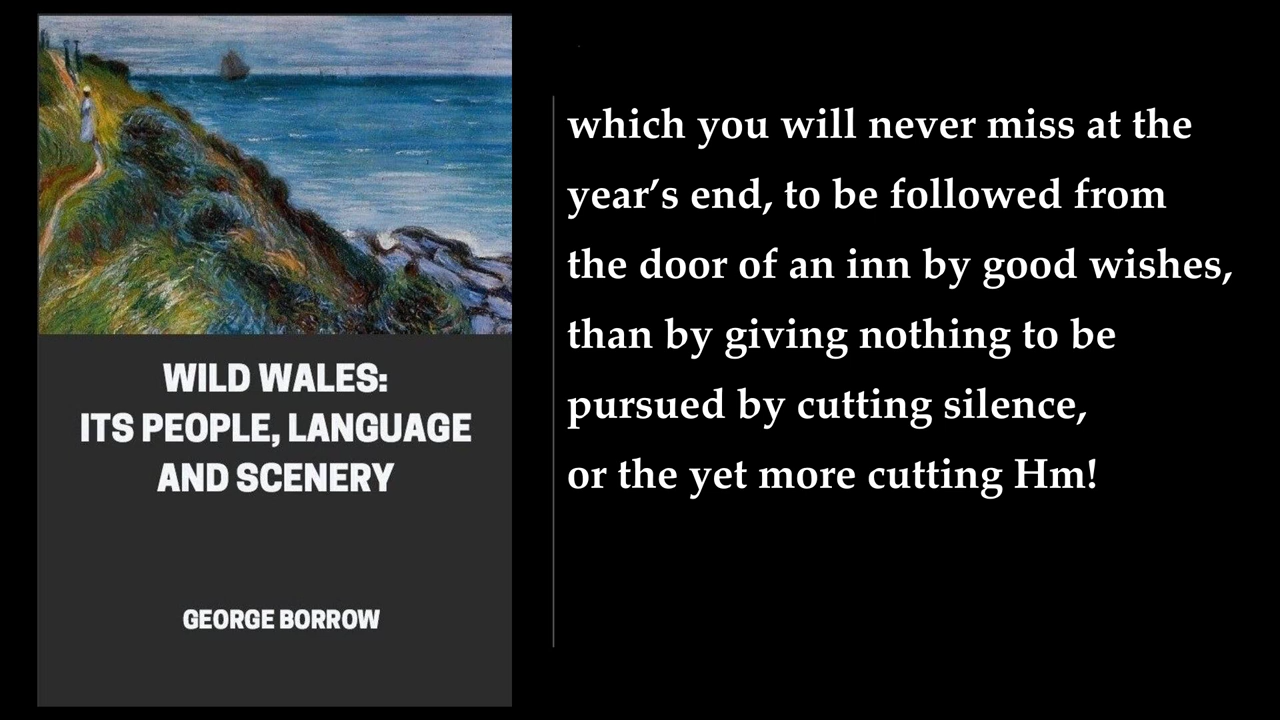 WILD WALES:
ITS PEOPLE, LANGUAGE
AND SCENERY
GEORGE BORROW
which you will never miss at the
year’s end, to be followed from
the door of an inn by good wishes,
than by giving nothing to be
pursued by cutting silence,
or the yet more cutting Hm!